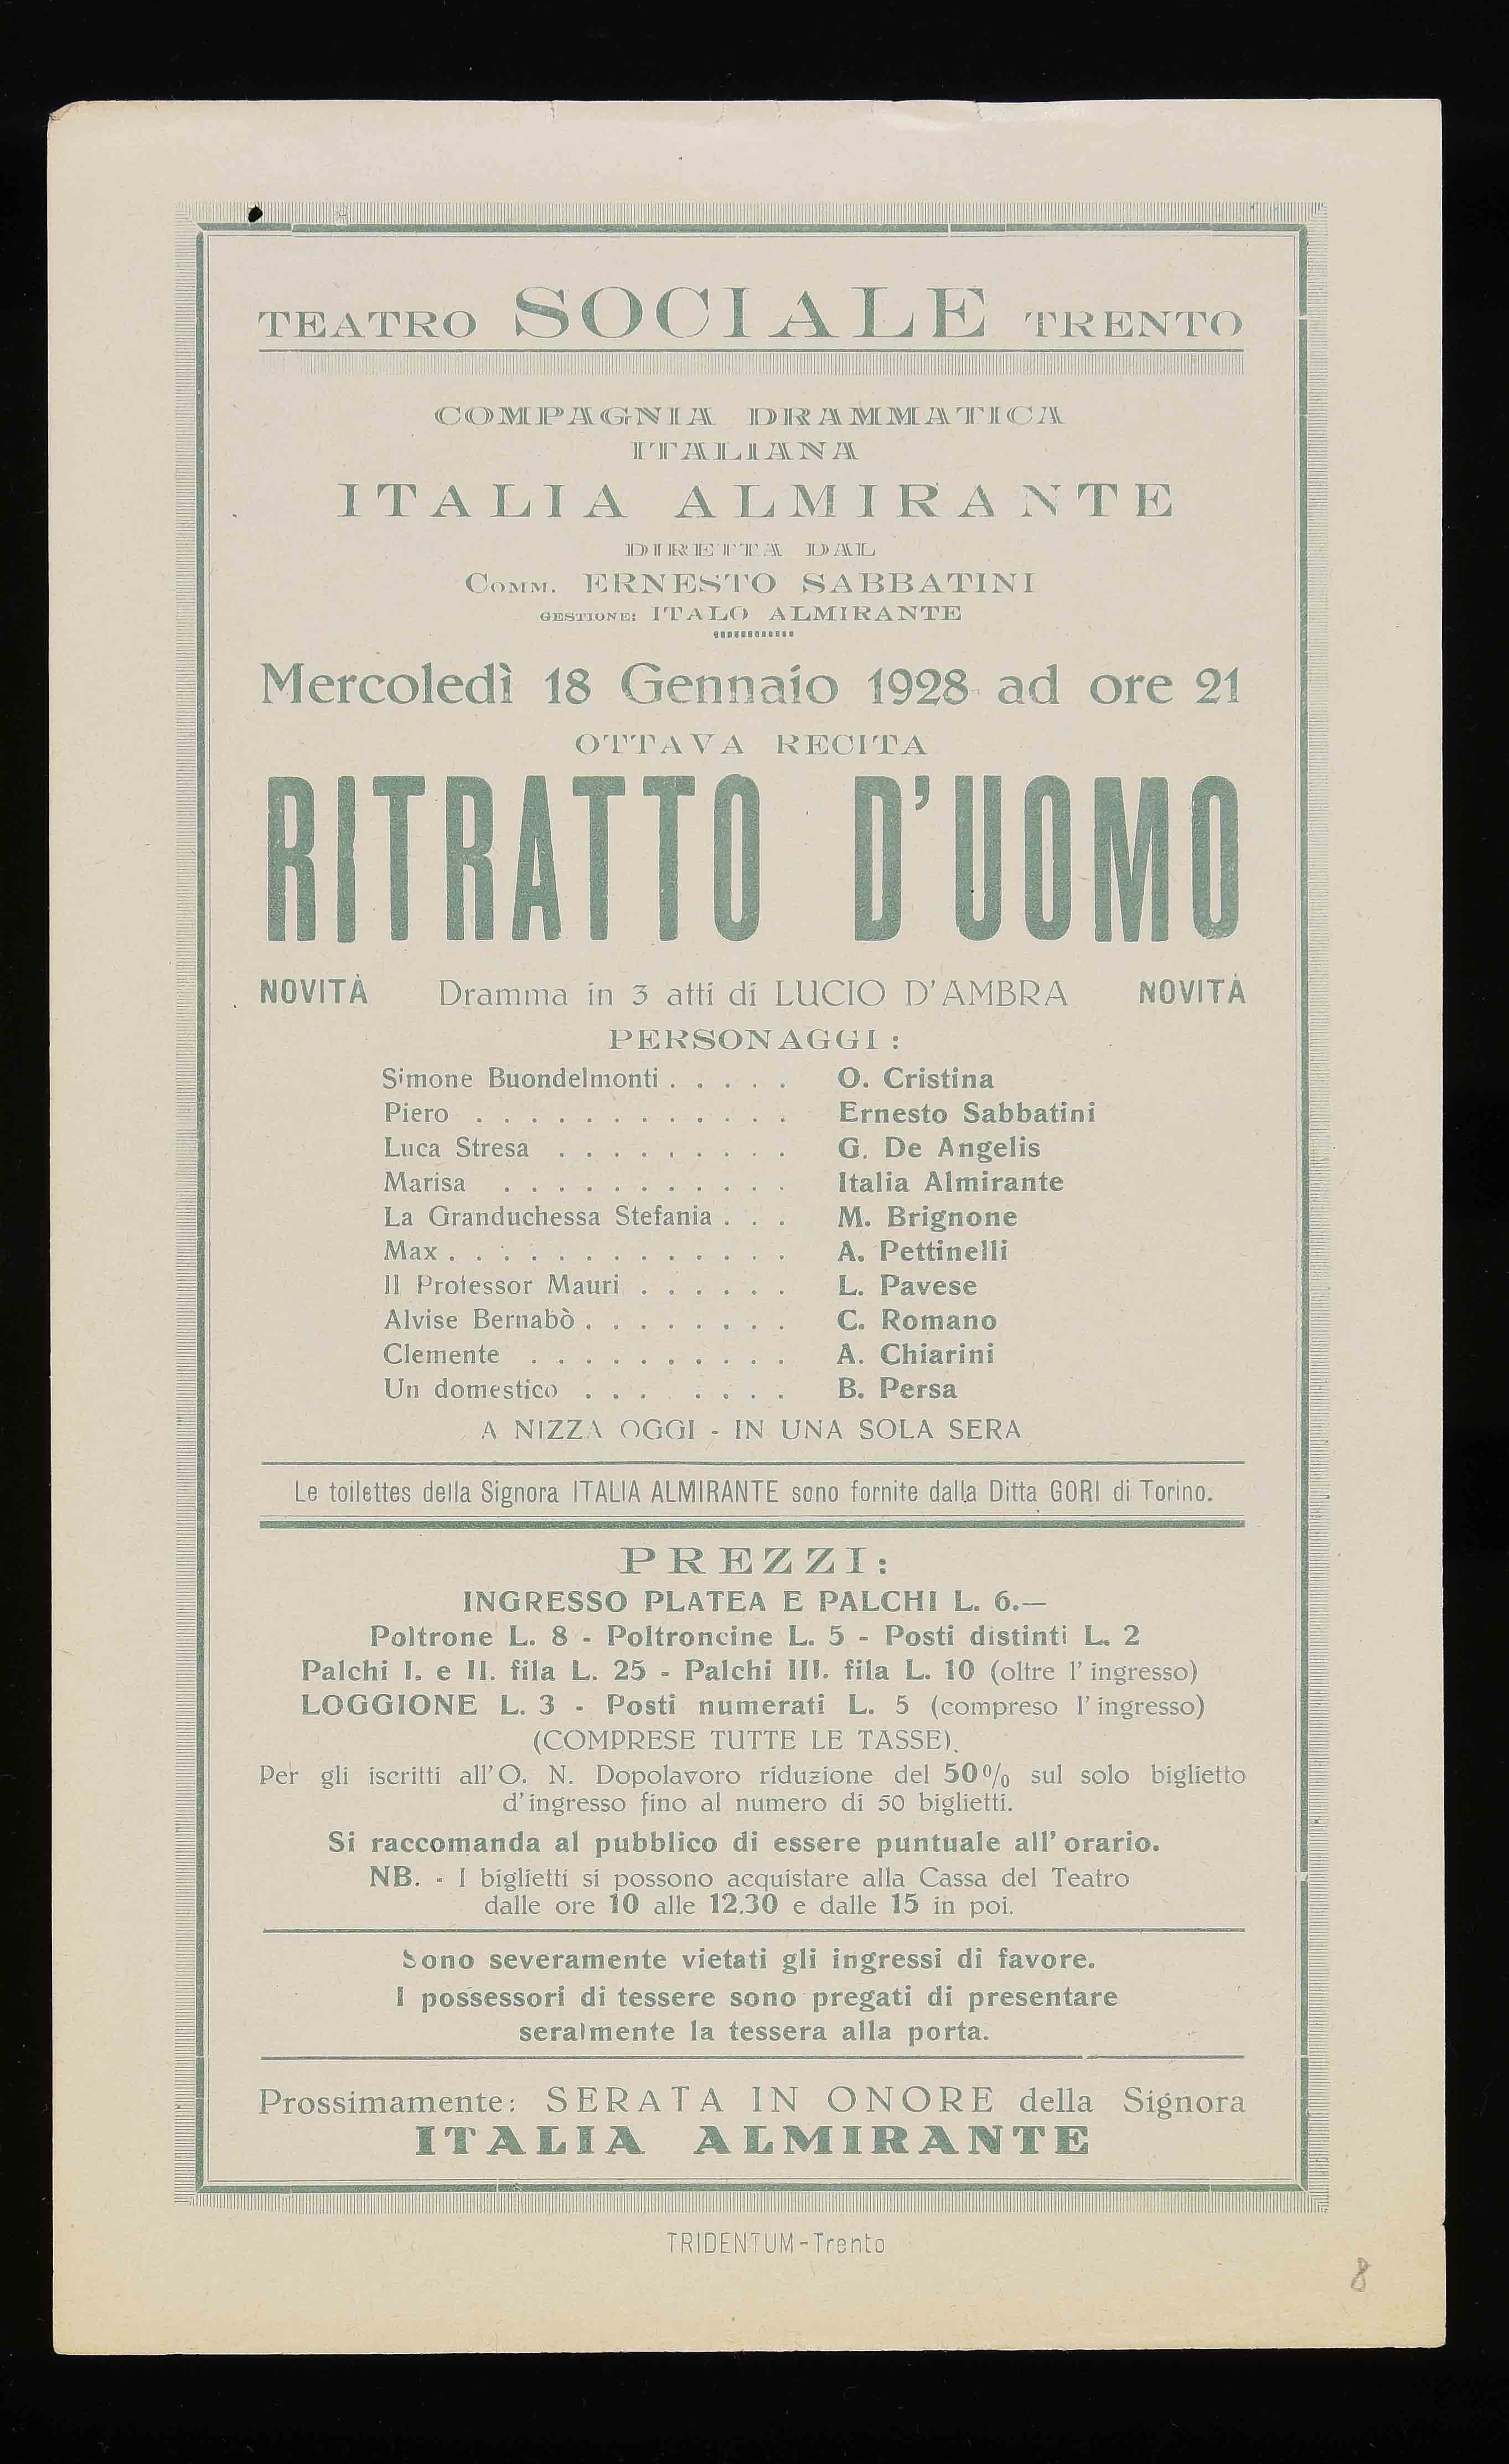 TEATRO SOCIALE TRENTO
COMPAGNIA DRAMMATICA
ITALIANA
ITALIA ALMIRANTE
DIRETTA DAL
Comm. ERNESTO SABBATINI
GESTIONE: ITALO ALMIRANTE
Mercoledì 18 Gennaio 1928 ad ore 21
OTTAVA RECITA
RITRATTO D'UOMO
NOVITÀ Dramma in 3 atti di LUCIO D'AMBRA NOVITÀ
PERSONAGGI :
Simone Buondelmonti . . . . . O. Cristina
Piero . . . . . . . . . . . . Ernesto Sabbatini
Luca Stresa . . . . . . . . . G. De Angelis
Marisa . . . . . . . . . . . Italia Almirante
La Granduchessa Stefania . . . M. Brignone
Max . . . . . . . . . . . . . A. Pettinelli
Il Professor Mauri . . . . . . L. Pavese
Alvise Bernabò . . . . . . . . C. Romano
Clemente . . . . . . . . . . A. Chiarini
Un domestico . . . . . . . B. Persa
A NIZZA OGGI - IN UNA SOLA SERA
Le toilettes della Signora ITALIA ALMIRANTE sono fornite dalla Ditta GORI di Torino.
PREZZI:
INGRESSO PLATEA E PALCHI L. 6.—
Poltrone L. 8 - Poltroncine L. 5 - Posti distinti L. 2
Palchi I. e II. fila L. 25 - Palchi III. fila L. 10 (oltre l'ingresso)
LOGGIONE L. 3 - Posti numerati L. 5 (compreso l'ingresso)
(COMPRESE TUTTE LE TASSE).
Per gli iscritti all'O. N. Dopolavoro riduzione del 50% sul solo biglietto
d'ingresso fino al numero di 50 biglietti.
Si raccomanda al pubblico di essere puntuale all'orario.
NB. - I biglietti si possono acquistare alla Cassa del Teatro
dalle ore 10 alle 12.30 e dalle 15 in poi.
Sono severamente vietati gli ingressi di favore.
I possessori di tessere sono pregati di presentare
seralmente la tessera alla porta.
Prossimamente: SERATA IN ONORE della Signora
ITALIA ALMIRANTE
TRIDENTUM-Trento
8